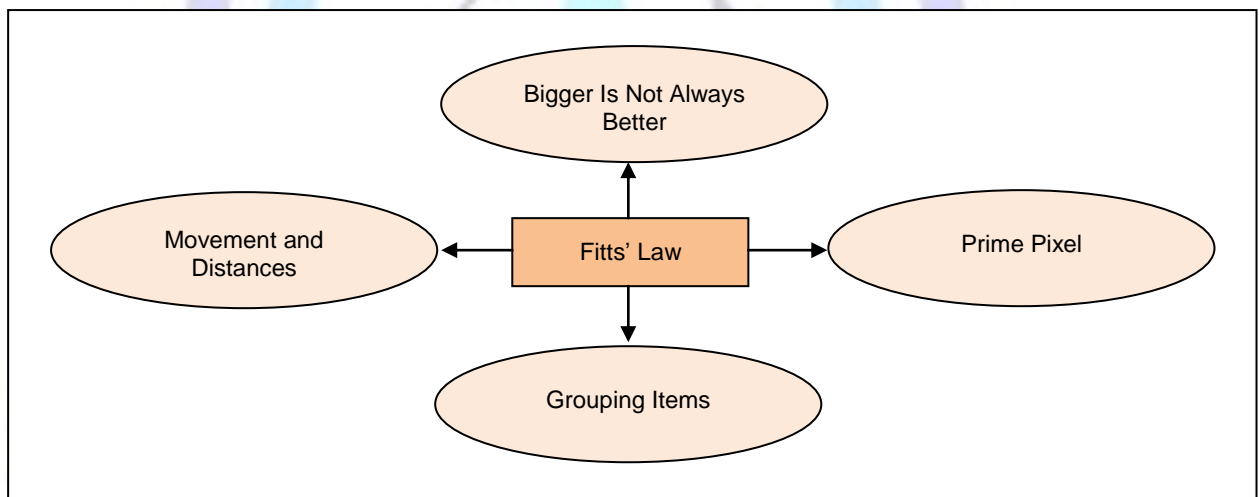 Bigger Is Not Always
Better
Movement and
Distances
Fitts’ Law
Prime Pixel
Grouping Items